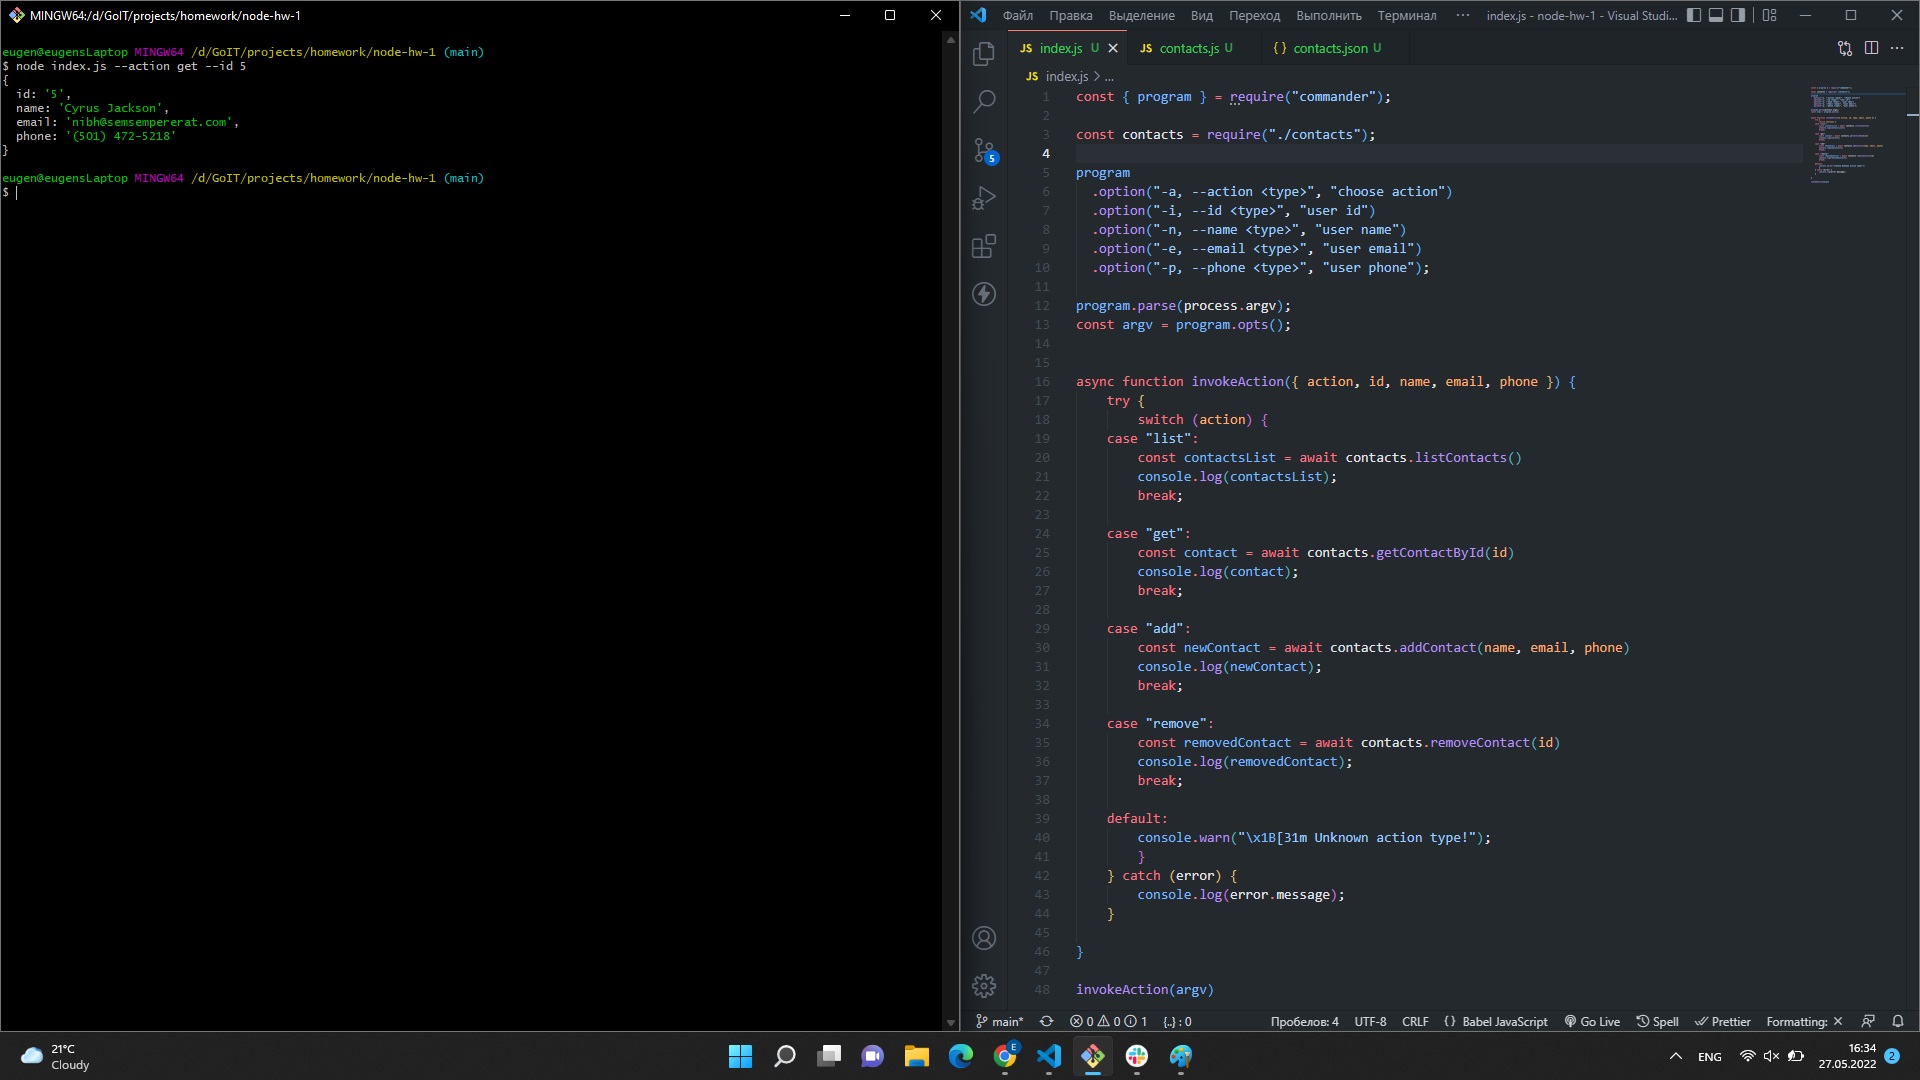 MINGW64:/d/GoIT/projects/homework/node-hw-1
eugen@eugensLaptop MINGW64 /d/GoIT/projects/homework/node-hw-1 (main)
$ node index.js --action get --id 5
{
  id: '5',
  name: 'Cyrus Jackson',
  email: 'nibh@semsempererat.com',
  phone: '(501) 472-5218'
}
eugen@eugensLaptop MINGW64 /d/GoIT/projects/homework/node-hw-1 (main)
$
Файл Правка Выделение Вид Переход Выполнить Терминал ··· index.js - node-hw-1 - Visual Studi...
JS index.js U JS contacts.js U {} contacts.json U
JS index.js > ...
5
1 const { program } = require("commander");
2
3 const contacts = require("./contacts");
4
5 program
6   .option("-a, --action <type>", "choose action")
7   .option("-i, --id <type>", "user id")
8   .option("-n, --name <type>", "user name")
9   .option("-e, --email <type>", "user email")
10   .option("-p, --phone <type>", "user phone");
11
12 program.parse(process.argv);
13 const argv = program.opts();
14
15
16 async function invokeAction({ action, id, name, email, phone }) {
17     try {
18         switch (action) {
19     case "list":
20         const contactsList = await contacts.listContacts()
21         console.log(contactsList);
22         break;
23
24     case "get":
25         const contact = await contacts.getContactById(id)
26         console.log(contact);
27         break;
28
29     case "add":
30         const newContact = await contacts.addContact(name, email, phone)
31         console.log(newContact);
32         break;
33
34     case "remove":
35         const removedContact = await contacts.removeContact(id)
36         console.log(removedContact);
37         break;
38
39     default:
40         console.warn("\x1B[31m Unknown action type!");
41         }
42     } catch (error) {
43         console.log(error.message);
44     }
45
46 }
47
48 invokeAction(argv)
main* 0 0 1 {..} : 0 Пробелов: 4 UTF-8 CRLF {} Babel JavaScript Go Live Spell Prettier Formatting: ✕
21°C
Cloudy
E
ENG
16:34
27.05.2022
2